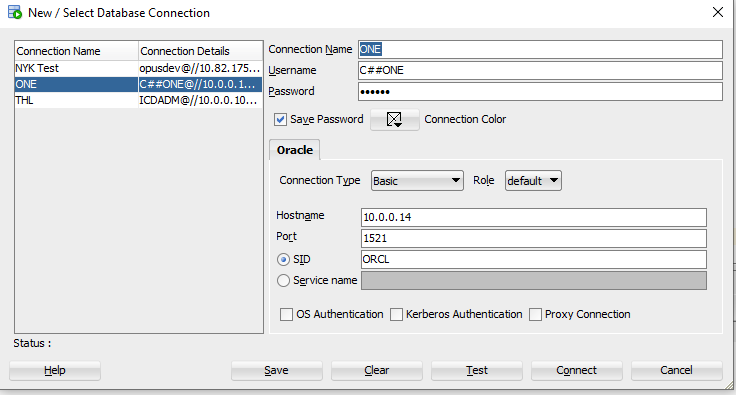 New / Select Database Connection
Connection Name Connection Details
NYK Test opusdev@//10.82.175...
ONE C##ONE@//10.0.0.1...
THL ICDADM@//10.0.0.10...
Connection Name ONE
Username C##ONE
Password ••••••
Save Password Connection Color
Oracle
Connection Type Basic Role default
Hostname 10.0.0.14
Port 1521
SID ORCL
Service name
OS Authentication Kerberos Authentication Proxy Connection
Status :
Help Save Clear Test Connect Cancel